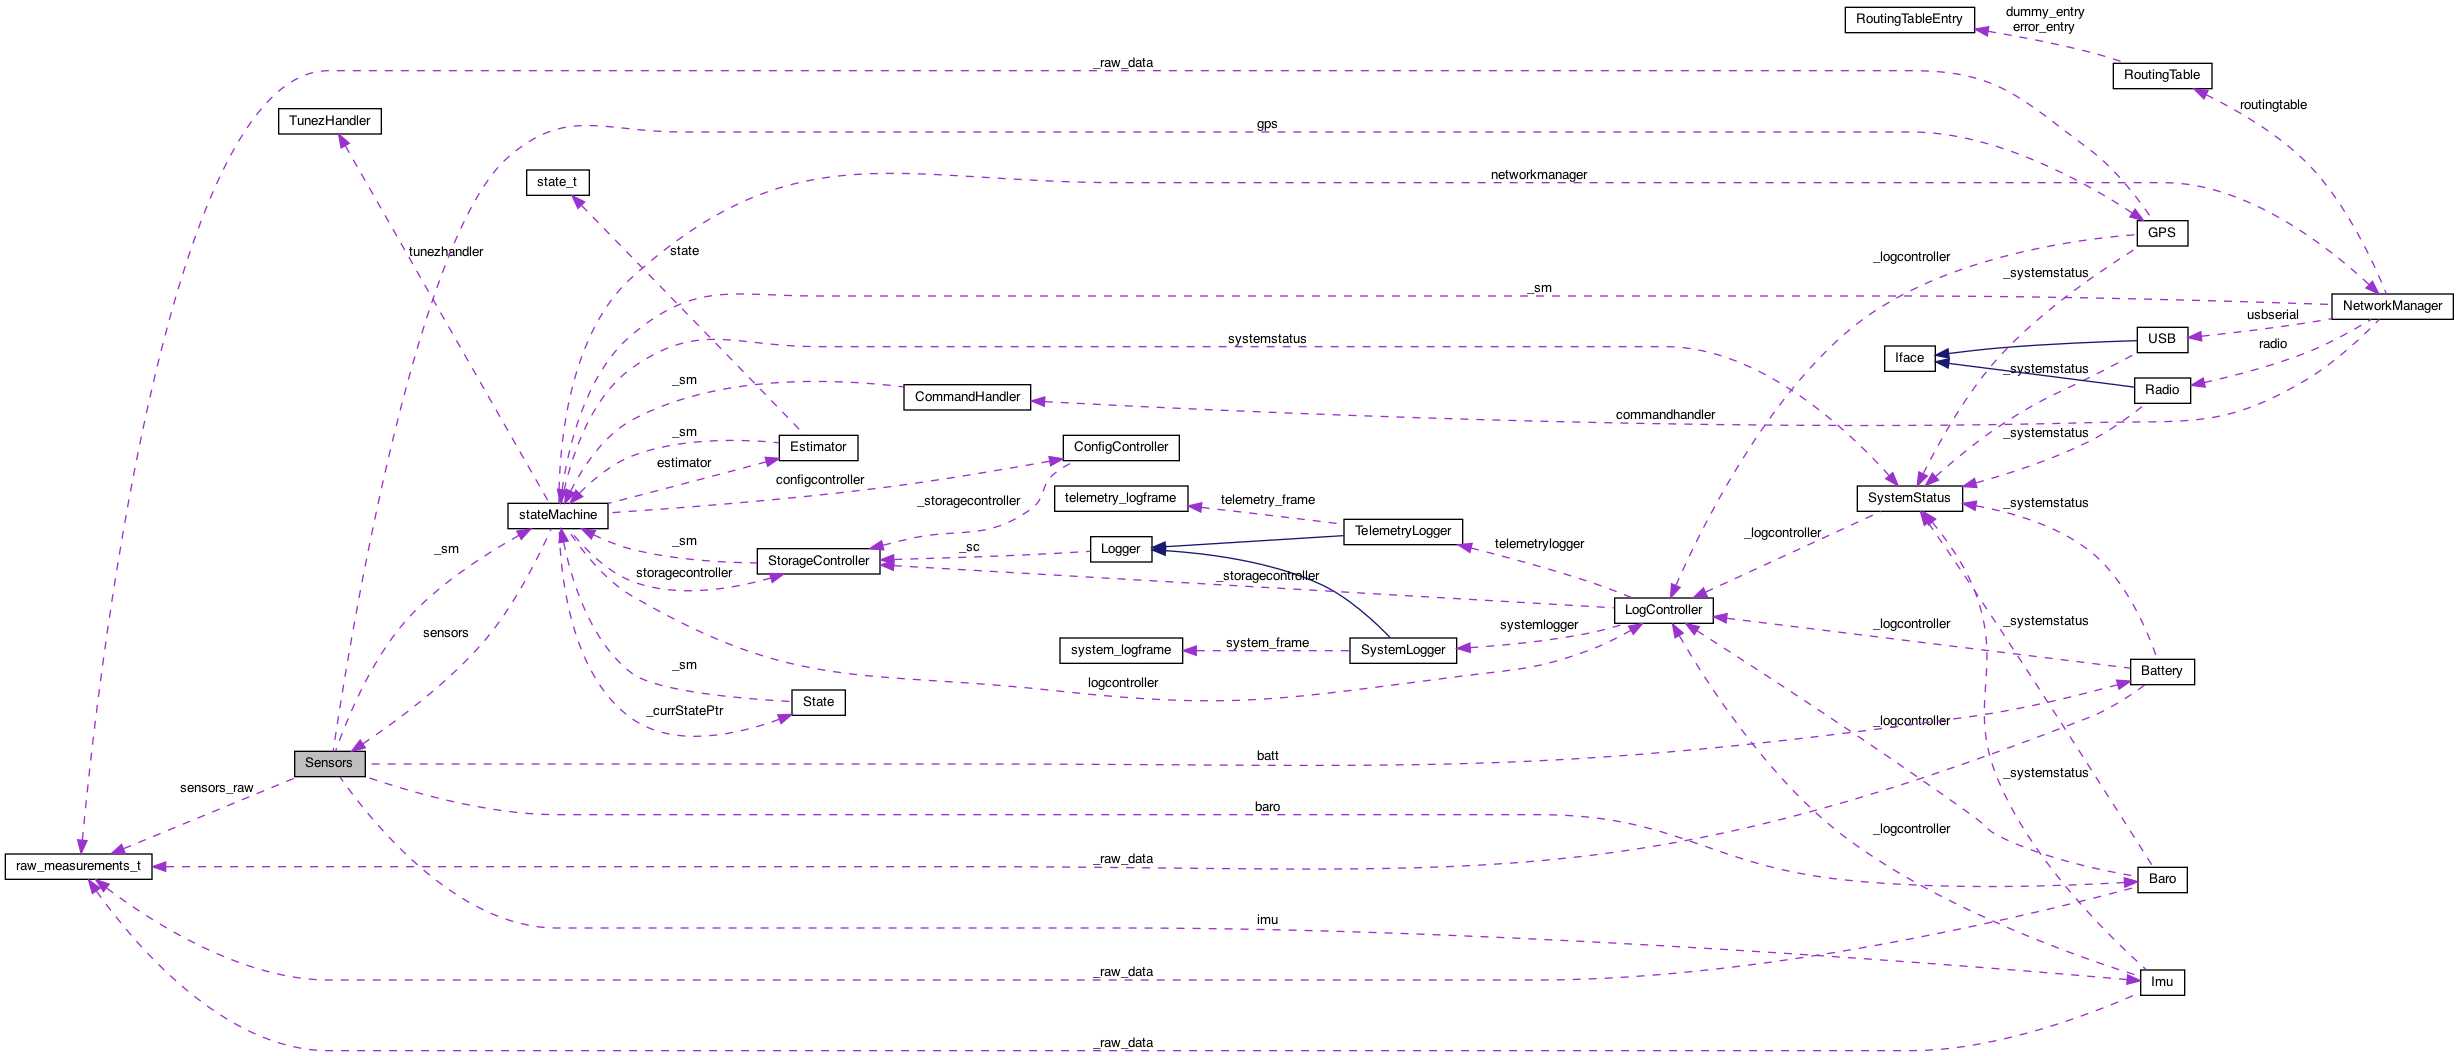 RoutingTableEntry
dummy_entry
error_entry
_raw_data
RoutingTable
routingtable
TunezHandler
gps
state_t
networkmanager
GPS
tunezhandler
state
_logcontroller
_systemstatus
_sm
NetworkManager
usbserial
systemstatus
USB
radio
Iface
_systemstatus
_sm
CommandHandler
Radio
commandhandler
_sm
Estimator
ConfigController
_systemstatus
estimator
configcontroller
telemetry_logframe
telemetry_frame
SystemStatus
_storagecontroller
_systemstatus
stateMachine
TelemetryLogger
_logcontroller
_sm
_sm
_sc
Logger
telemetrylogger
StorageController
storagecontroller
_storagecontroller
LogController
sensors
system_logframe
system_frame
systemlogger
SystemLogger
_logcontroller
_systemstatus
_sm
Battery
logcontroller
State
_currStatePtr
_logcontroller
Sensors
batt
_systemstatus
sensors_raw
baro
_logcontroller
raw_measurements_t
_raw_data
Baro
imu
_raw_data
Imu
_raw_data